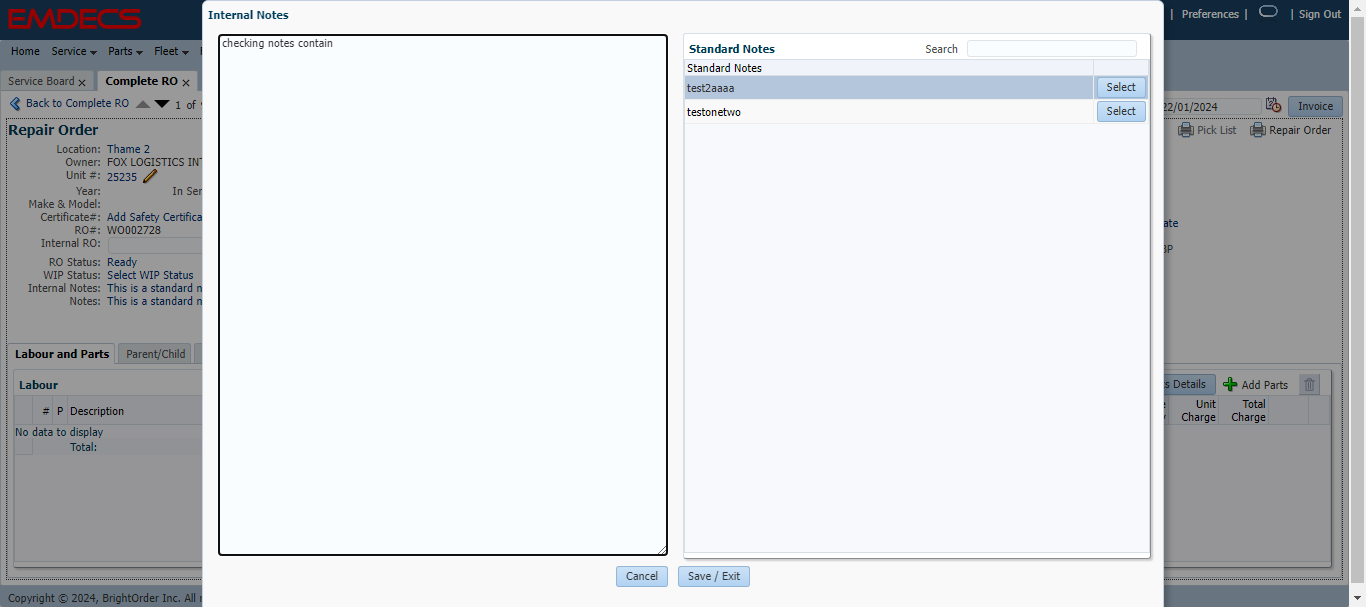 EMDECS
| Preferences | | Sign Out
Home Service Parts Fleet
Service Board x Complete RO x
Back to Complete RO 1 of
22/01/2024 Invoice
Pick List Repair Order
Repair Order
Location: Thame 2
Owner: FOX LOGISTICS INT
Unit #: 25235
Year: In Ser
Make & Model:
Certificate#: Add Safety Certifica
RO#: WO002728
Internal RO:
RO Status: Ready
WIP Status: Select WIP Status
Internal Notes: This is a standard n
Notes: This is a standard n
ate
BP
Labour and Parts Parent/Child
Labour
# P Description
No data to display
Total:
s Details Add Parts
Unit Total
Charge Charge
Copyright © 2024, BrightOrder Inc. All
Internal Notes
checking notes contain
Standard Notes Search
Standard Notes
test2aaaa Select
testonetwo Select
Cancel Save / Exit